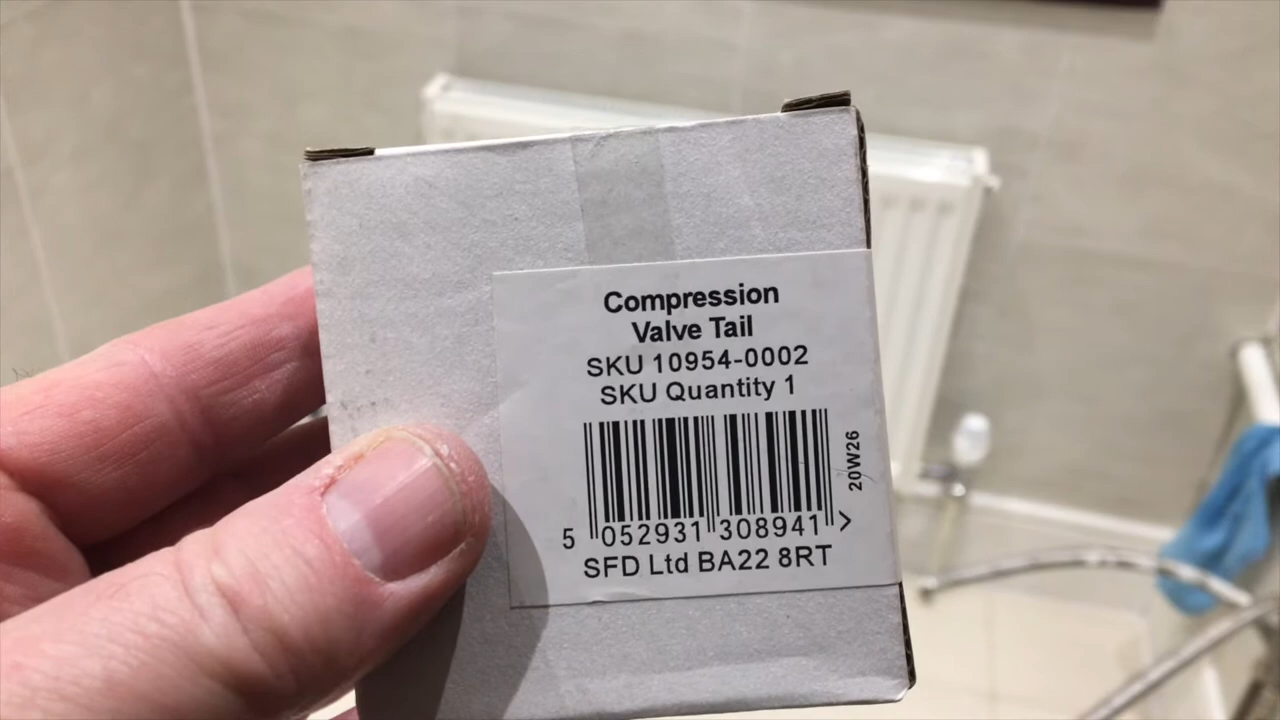 Compression
Valve Tail
SKU 10954-0002
SKU Quantity 1
20W26
5 052931 308941 >
SFD Ltd BA22 8RT